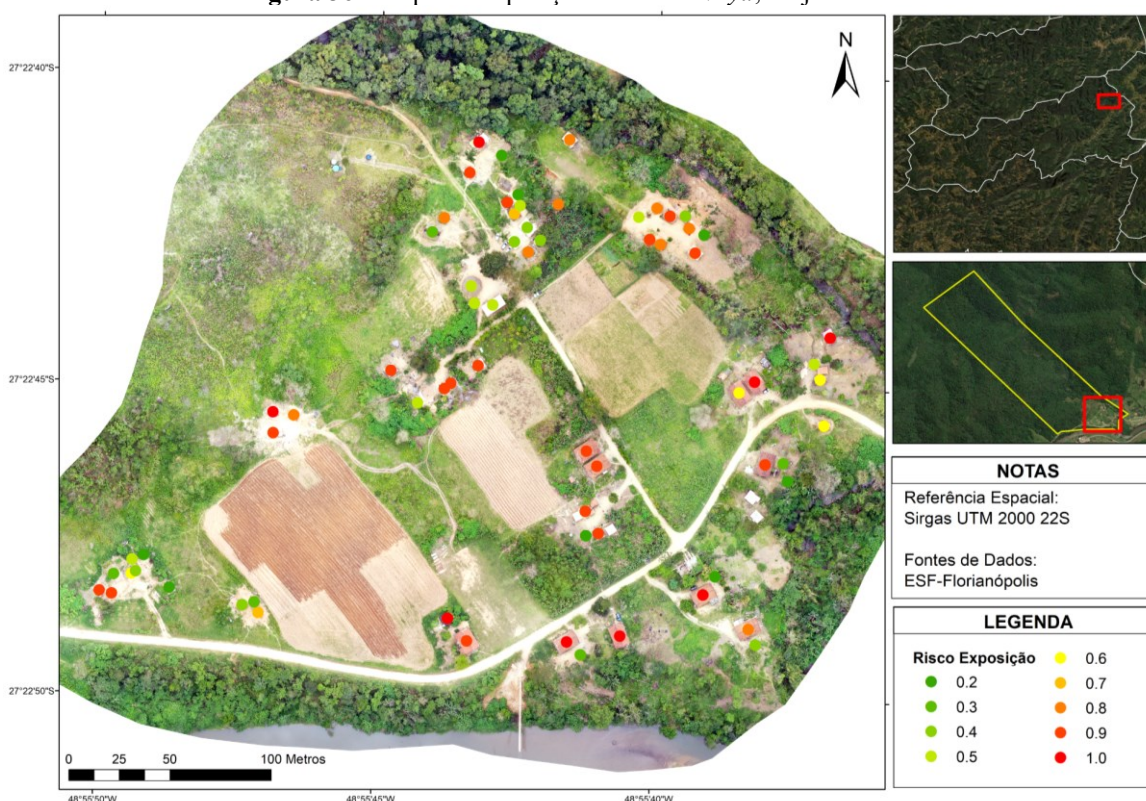 N
27°22'40"S
27°22'45"S
27°22'50"S
0 25 50 100 Metros
48°55'50"W 48°55'45"W 48°55'40"W
NOTAS
Referência Espacial:
Sirgas UTM 2000 22S
Fontes de Dados:
ESF-Florianópolis
LEGENDA
Risco Exposição
0.2
0.3
0.4
0.5
0.6
0.7
0.8
0.9
1.0